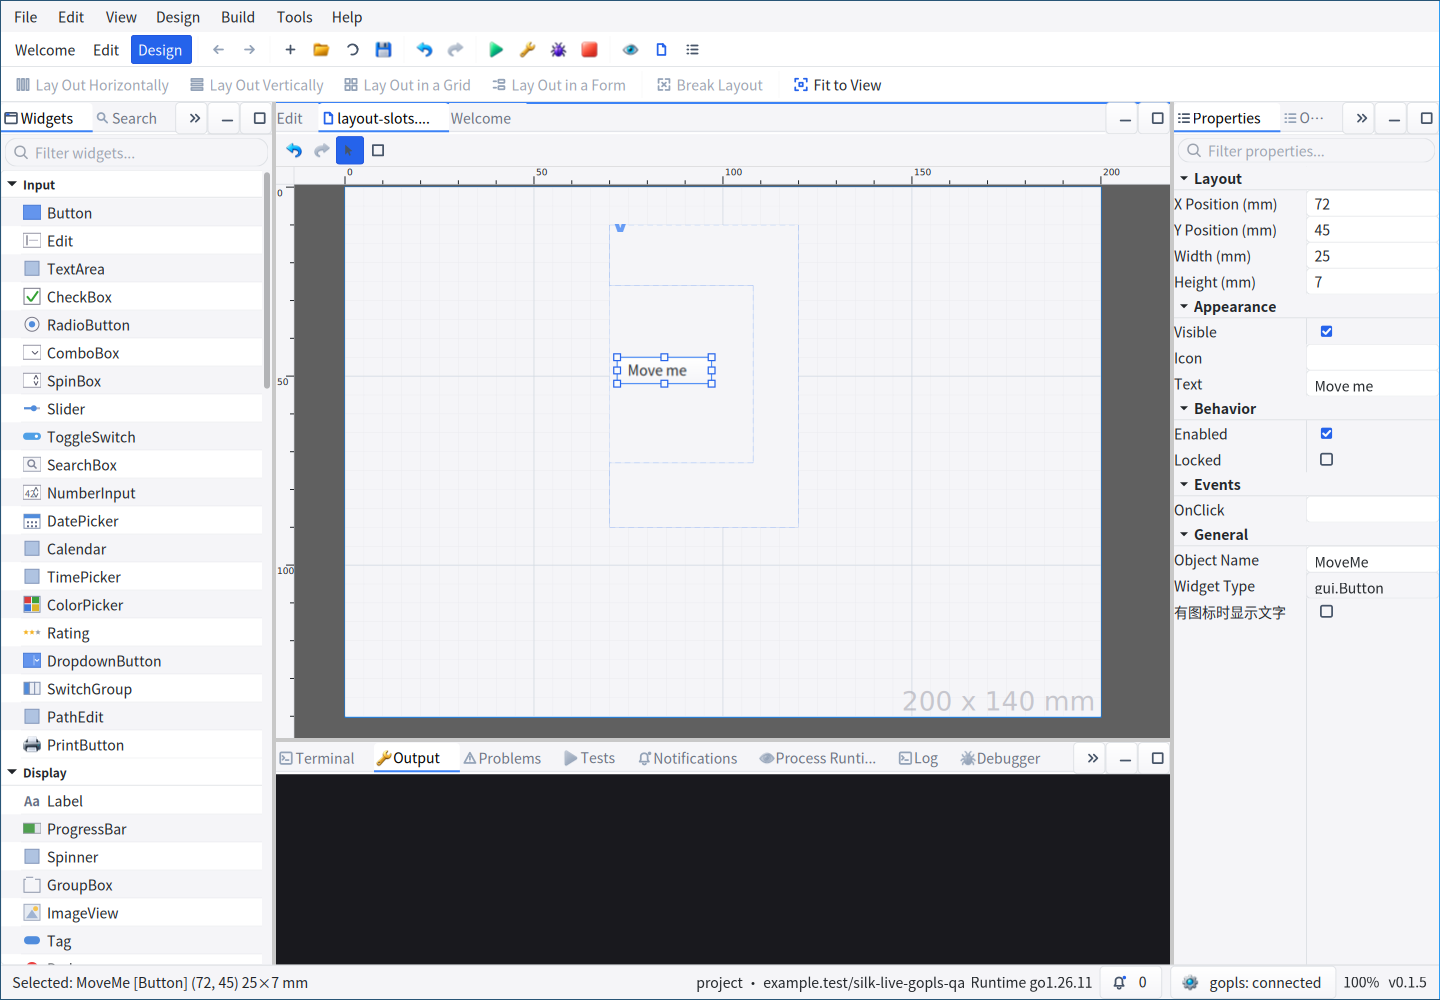 File Edit View Design Build Tools Help
Welcome Edit Design
Lay Out Horizontally Lay Out Vertically Lay Out in a Grid Lay Out in a Form Break Layout Fit to View
Widgets Search
Filter widgets...
Input
Button
Edit
TextArea
CheckBox
RadioButton
ComboBox
SpinBox
Slider
ToggleSwitch
SearchBox
NumberInput
DatePicker
Calendar
TimePicker
ColorPicker
Rating
DropdownButton
SwitchGroup
PathEdit
PrintButton
Display
Label
ProgressBar
Spinner
GroupBox
ImageView
Tag
Edit layout-slots.... Welcome
0 50 100 150 200
0
50
100
Move me
200 x 140 mm
Terminal Output Problems Tests Notifications Process Runti... Log Debugger
Properties O...
Filter properties...
Layout
X Position (mm) 72
Y Position (mm) 45
Width (mm) 25
Height (mm) 7
Appearance
Visible
Icon
Text Move me
Behavior
Enabled
Locked
Events
OnClick
General
Object Name MoveMe
Widget Type gui.Button
有图标时显示文字
Selected: MoveMe [Button] (72, 45) 25×7 mm
project • example.test/silk-live-gopls-qa Runtime go1.26.11 0 gopls: connected 100% v0.1.5